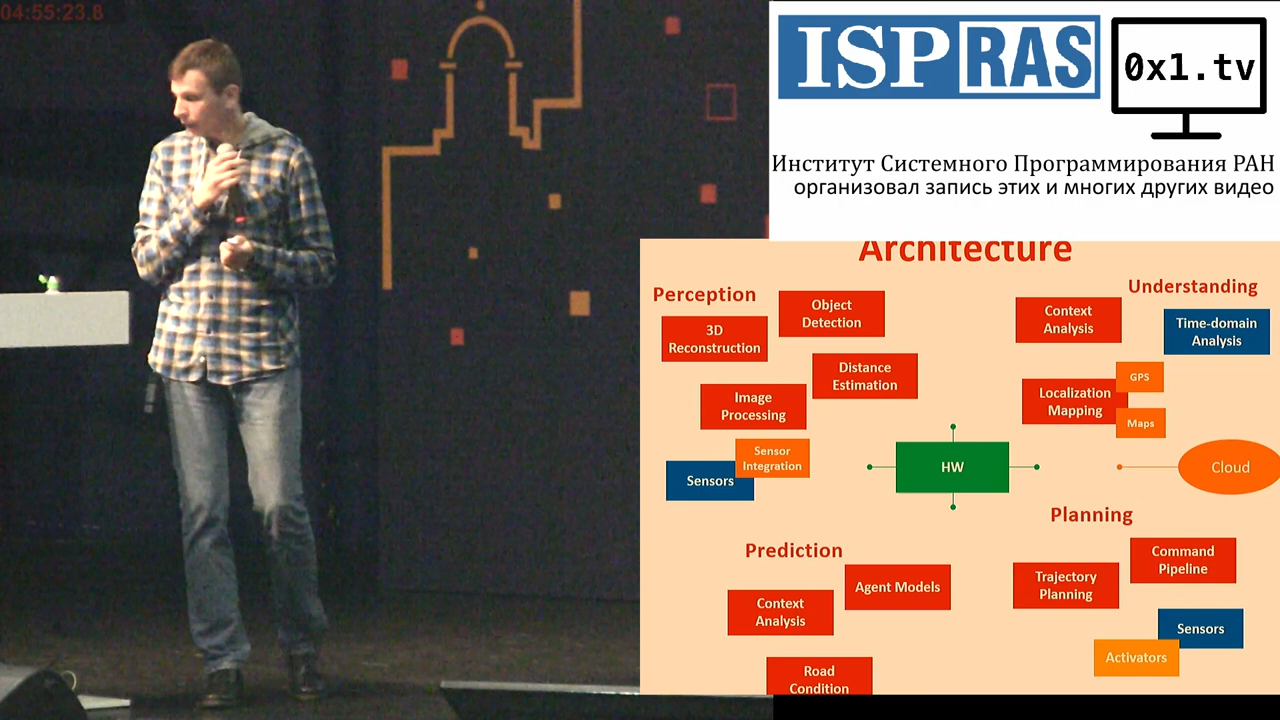 04:55:23.8
ISP RAS
0x1.tv
Институт Системного Программирования РАН
организовал запись этих и многих других видео
Architecture
Perception
Object
Detection
3D
Reconstruction
Distance
Estimation
Image
Processing
Sensor
Integration
Sensors
Understanding
Context
Analysis
Time-domain
Analysis
GPS
Localization
Mapping
Maps
HW
Cloud
Prediction
Agent Models
Context
Analysis
Road
Condition
Planning
Command
Pipeline
Trajectory
Planning
Sensors
Activators